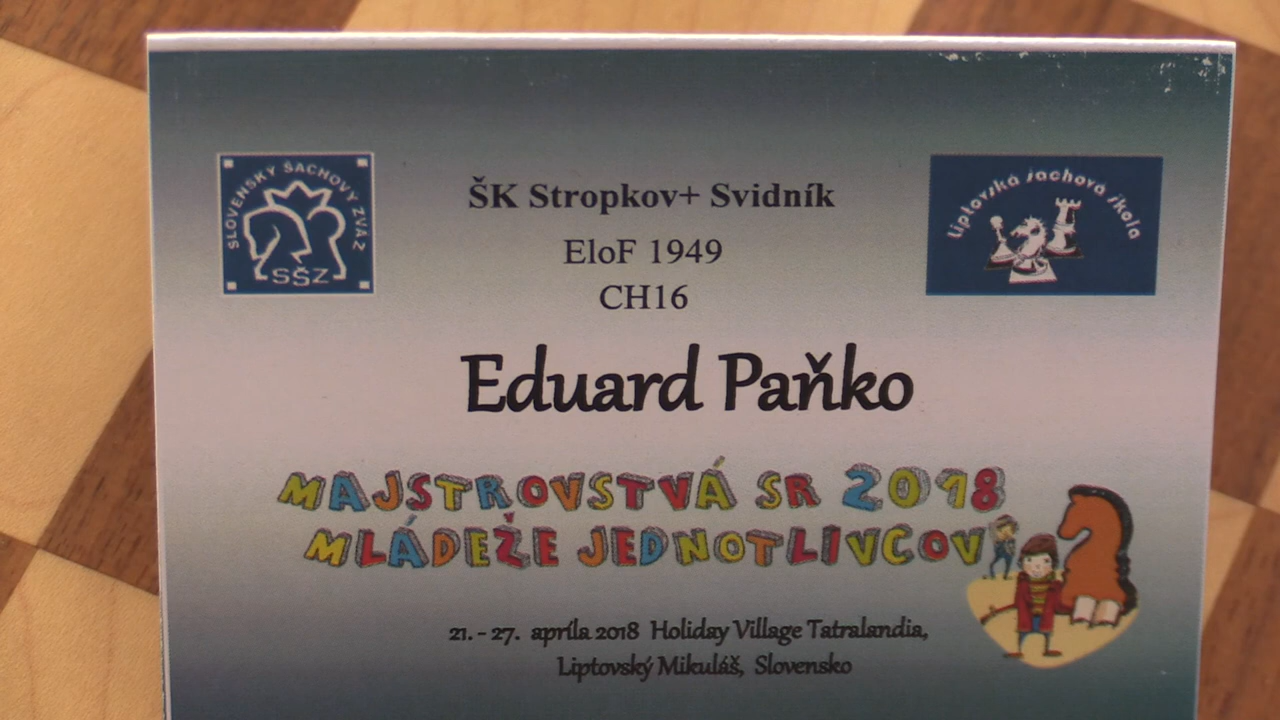 SLOVENSKÝ ŠACHOVÝ ZVÄZ
SŠZ
ŠK Stropkov+ Svidník
EloF 1949
CH16
Liptovská šachová škola
Eduard Paňko
MAJSTROVSTVÁ SR 2018
MLÁDEŽE JEDNOTLIVCOV
21. - 27. apríla 2018 Holiday Village Tatralandia,
Liptovský Mikuláš, Slovensko